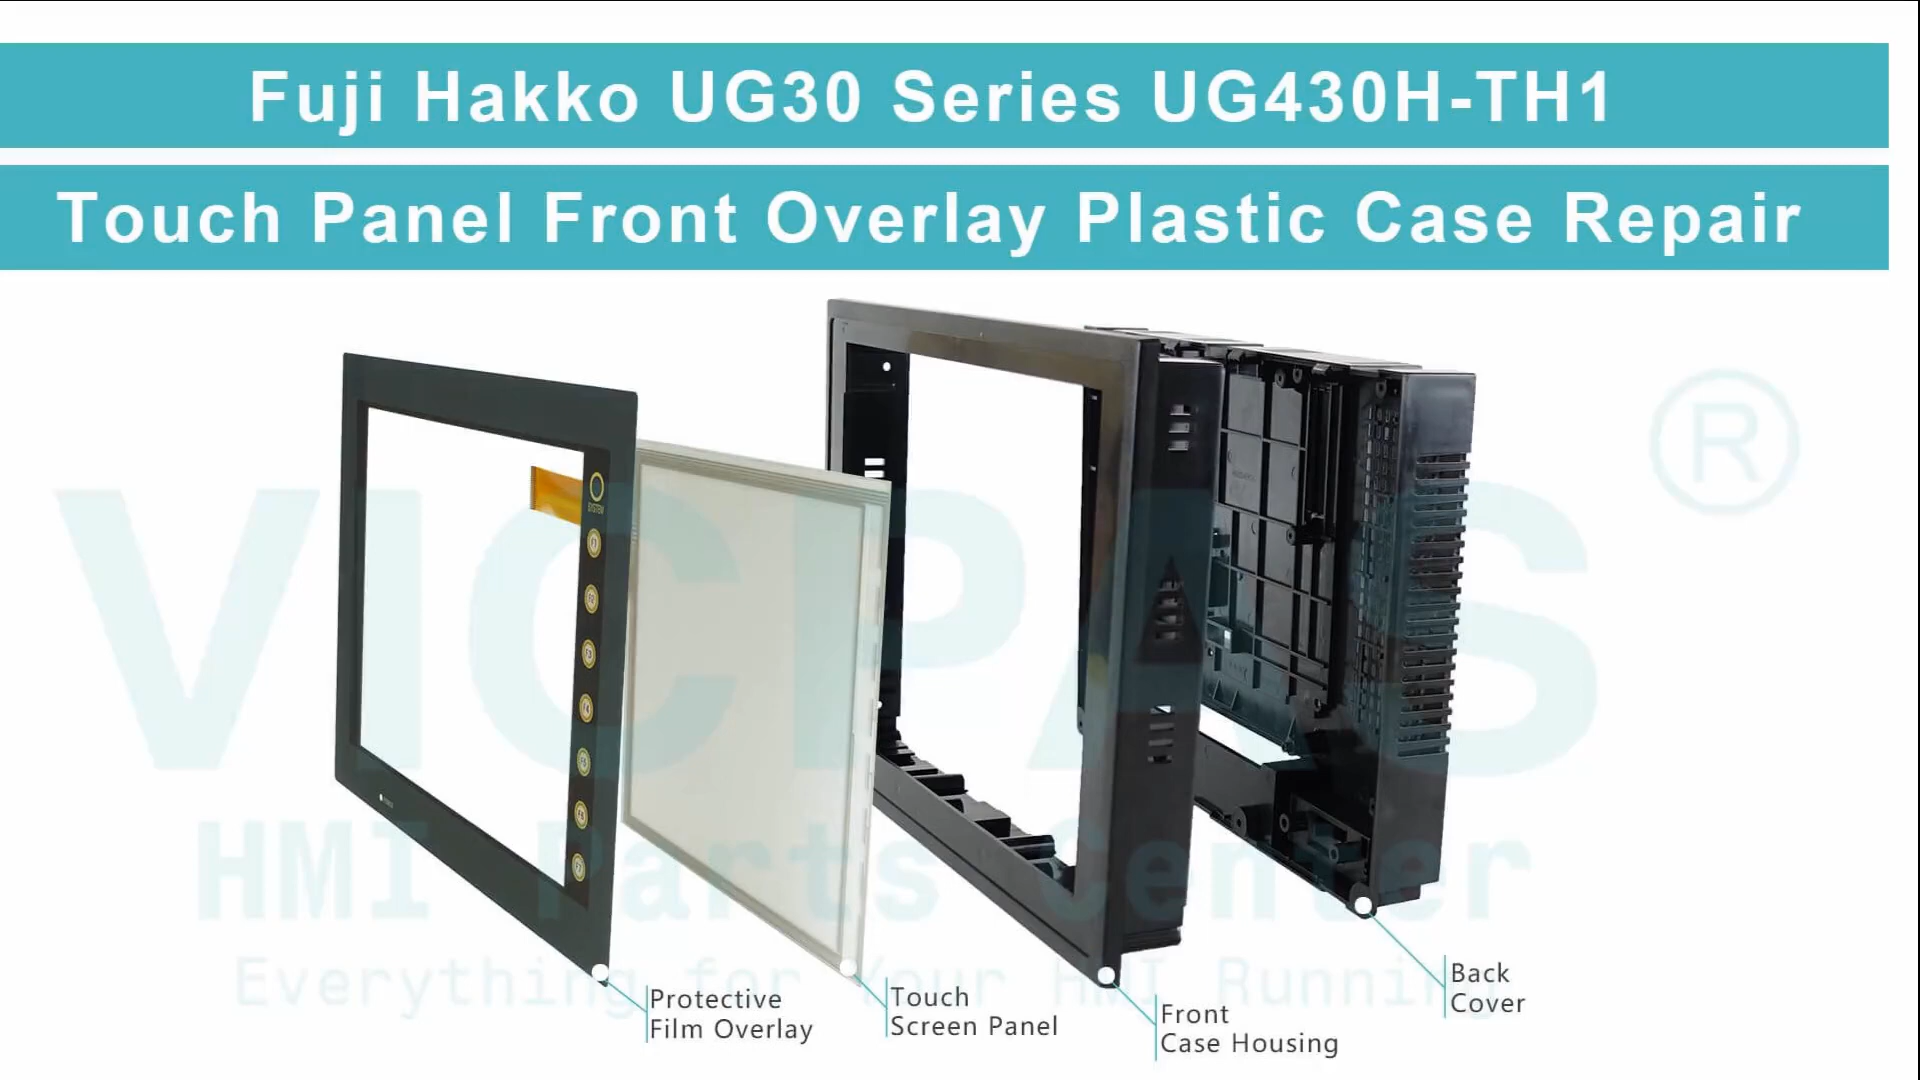 Fuji Hakko UG30 Series UG430H-TH1
Touch Panel Front Overlay Plastic Case Repair
®
VICPAS
HMI Parts Center
Everything for Your HMI Running
SYSTEM
Protective
Film Overlay
Touch
Screen Panel
Front
Case Housing
Back
Cover